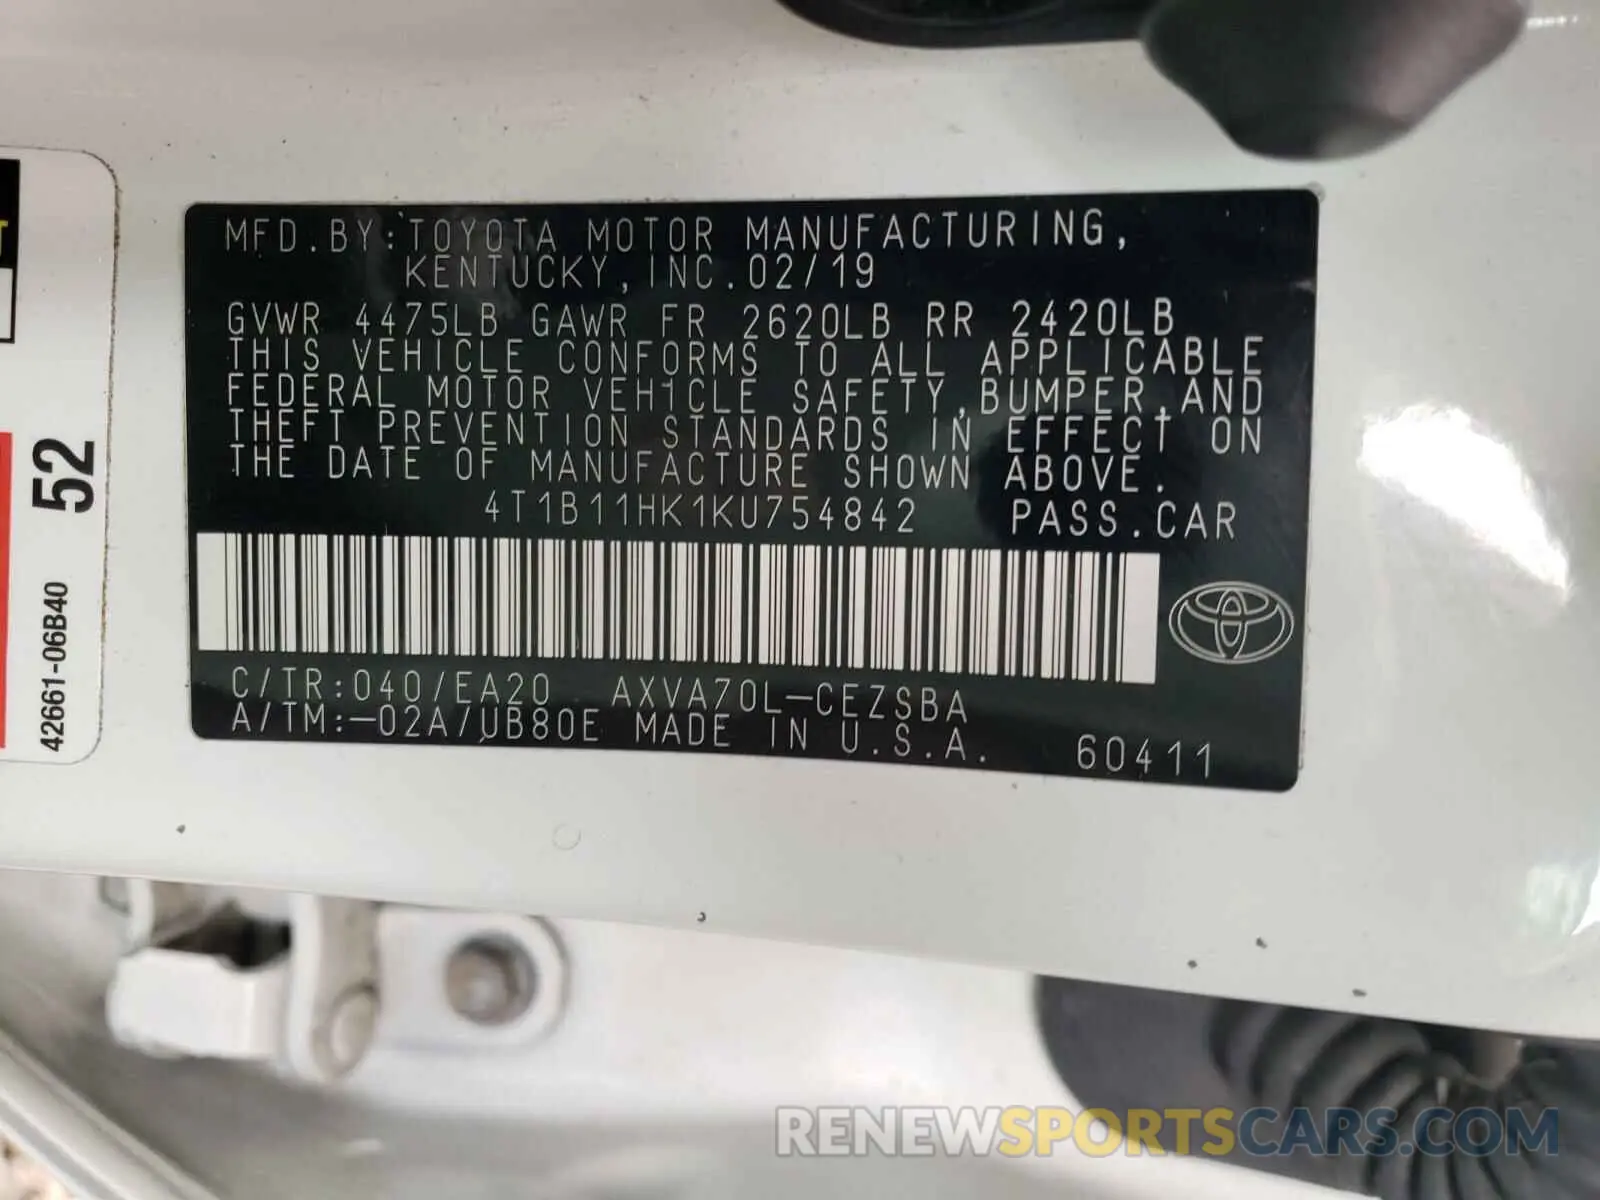 MFD.BY:TOYOTA MOTOR MANUFACTURING,
KENTUCKY,INC.02/19
GVWR 4475LB GAWR FR 2620LB RR 2420LB
THIS VEHICLE CONFORMS TO ALL APPLICABLE
FEDERAL MOTOR VEHICLE SAFETY,BUMPER,AND
THEFT PREVENTION STANDARDS IN EFFECT ON
THE DATE OF MANUFACTURE SHOWN ABOVE.
4T1B11HK1KU754842 PASS.CAR
C/TR:040/EA20 AXVA70L-CEZSBA
A/TM:-02A/UB80E MADE IN U.S.A. 60411
52
42661-06B40
RENEWSPORTSCARS.COM